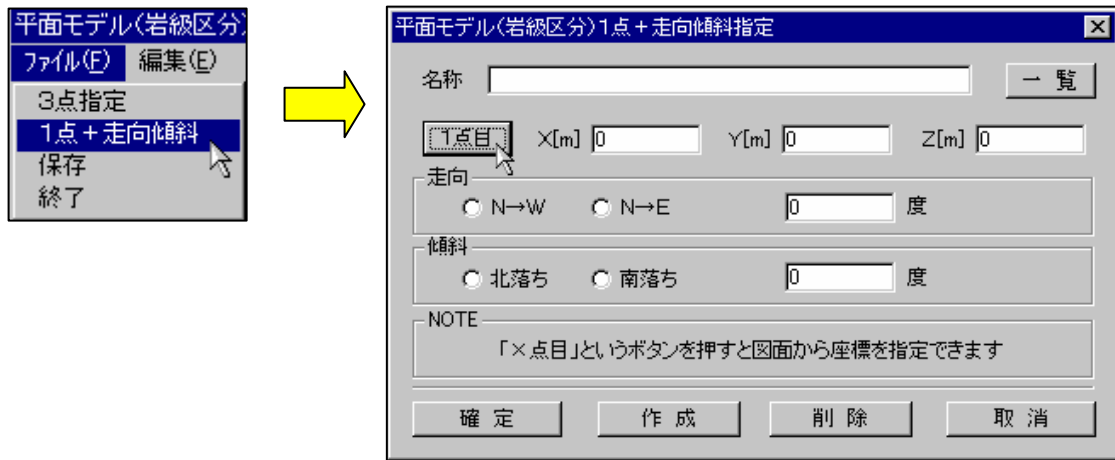 平面モデル(岩級区分)
ファイル(F) 編集(E)
3点指定
1点+走向傾斜
保存
終了
平面モデル(岩級区分)1点+走向傾斜指定
名称 一 覧
1点目 X[m] 0 Y[m] 0 Z[m] 0
走向
N→W N→E 0 度
傾斜
北落ち 南落ち 0 度
NOTE
「×点目」というボタンを押すと図面から座標を指定できます
確 定 作 成 削 除 取 消